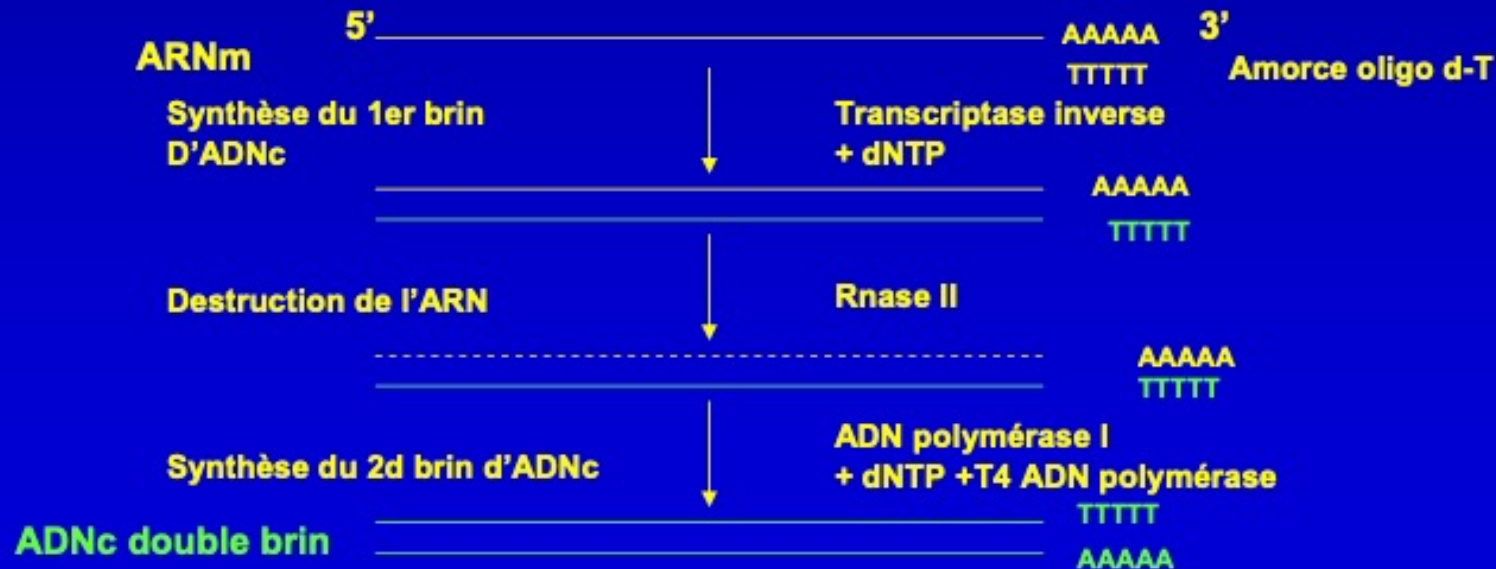 5’ AAAAA 3’
ARNm TTTTT Amorce oligo d-T
Synthèse du 1er brin
D’ADNc
Transcriptase inverse
+ dNTP
AAAAA
TTTTT
Destruction de l’ARN
Rnase II
AAAAA
TTTTT
Synthèse du 2d brin d’ADNc
ADN polymérase I
+ dNTP +T4 ADN polymérase
TTTTT
ADNc double brin
AAAAA